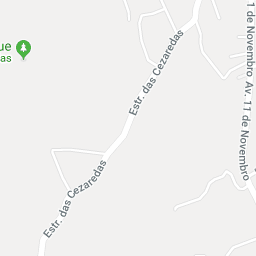 ue
as
Estr. das Cezaredas
Estr. das Cezaredas
1 de Novembro
Av. 11 de Novembro